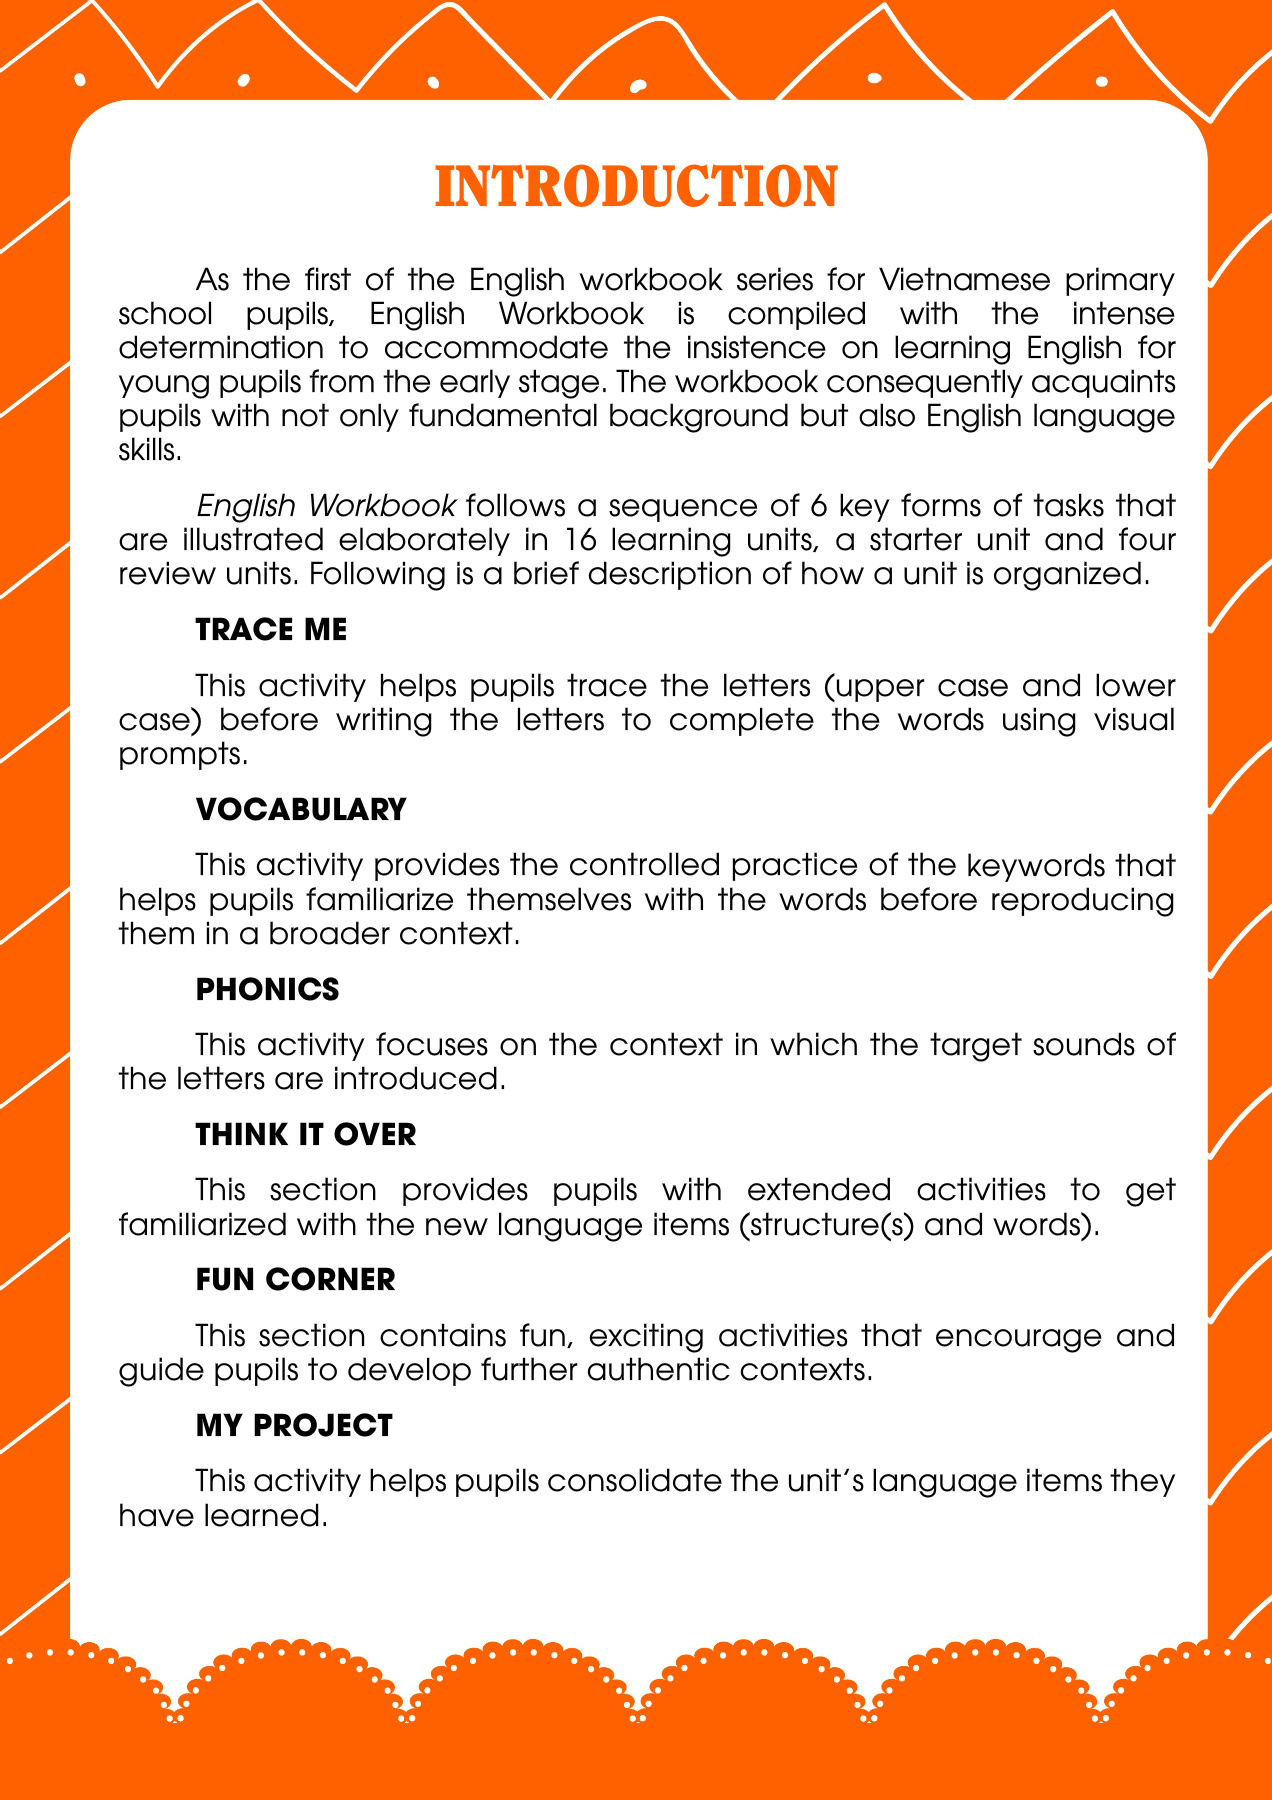 INTRODUCTION
As the first of the English workbook series for Vietnamese primary
school pupils, English Workbook is compiled with the intense
determination to accommodate the insistence on learning English for
young pupils from the early stage. The workbook consequently acquaints
pupils with not only fundamental background but also English language
skills.
English Workbook follows a sequence of 6 key forms of tasks that
are illustrated elaborately in 16 learning units, a starter unit and four
review units. Following is a brief description of how a unit is organized.
TRACE ME
This activity helps pupils trace the letters (upper case and lower
case) before writing the letters to complete the words using visual
prompts.
VOCABULARY
This activity provides the controlled practice of the keywords that
helps pupils familiarize themselves with the words before reproducing
them in a broader context.
PHONICS
This activity focuses on the context in which the target sounds of
the letters are introduced.
THINK IT OVER
This section provides pupils with extended activities to get
familiarized with the new language items (structure(s) and words).
FUN CORNER
This section contains fun, exciting activities that encourage and
guide pupils to develop further authentic contexts.
MY PROJECT
This activity helps pupils consolidate the unit’s language items they
have learned.